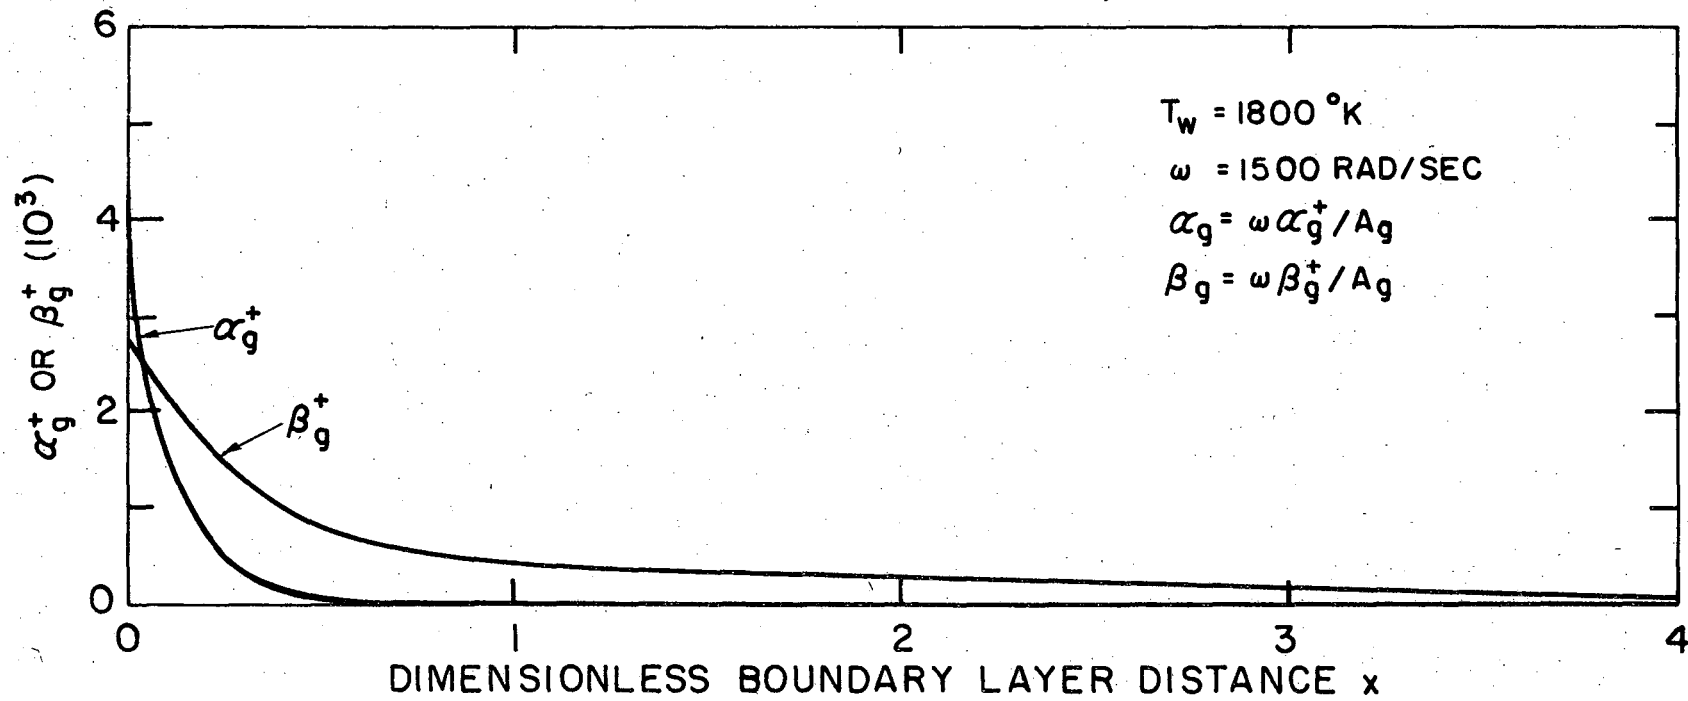 6
4
2
0
α_g^+ OR β_g^+ (10^3)
T_w = 1800 °K
ω = 1500 RAD/SEC
α_g = ω α_g^+ / A_g
β_g = ω β_g^+ / A_g
α_g^+
β_g^+
0 1 2 3 4
DIMENSIONLESS BOUNDARY LAYER DISTANCE x